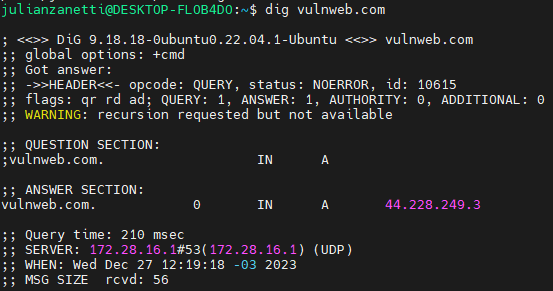 julianzanetti@DESKTOP-FLOB4DO:~$ dig vulnweb.com
; <<>> DiG 9.18.18-0ubuntu0.22.04.1-Ubuntu <<>> vulnweb.com
;; global options: +cmd
;; Got answer:
;; ->>HEADER<<- opcode: QUERY, status: NOERROR, id: 10615
;; flags: qr rd ad; QUERY: 1, ANSWER: 1, AUTHORITY: 0, ADDITIONAL: 0
;; WARNING: recursion requested but not available
;; QUESTION SECTION:
;vulnweb.com. IN A
;; ANSWER SECTION:
vulnweb.com. 0 IN A 44.228.249.3
;; Query time: 210 msec
;; SERVER: 172.28.16.1#53(172.28.16.1) (UDP)
;; WHEN: Wed Dec 27 12:19:18 -03 2023
;; MSG SIZE rcvd: 56